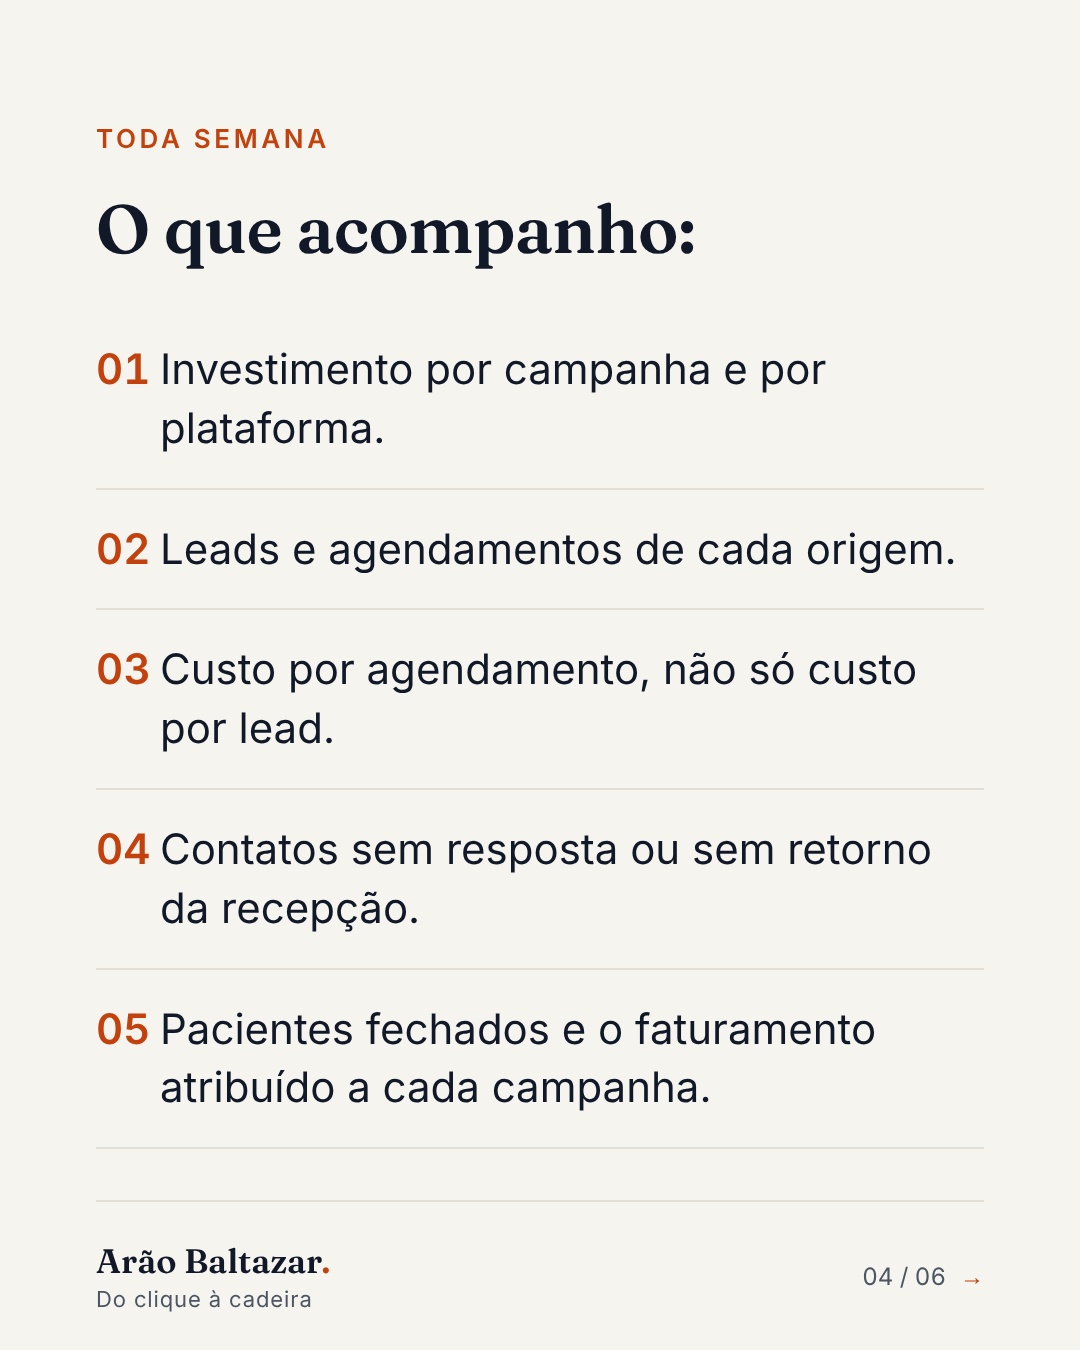 TODA SEMANA
O que acompanho:
01 Investimento por campanha e por
plataforma.
02 Leads e agendamentos de cada origem.
03 Custo por agendamento, não só custo
por lead.
04 Contatos sem resposta ou sem retorno
da recepção.
05 Pacientes fechados e o faturamento
atribuído a cada campanha.
Arão Baltazar.
Do clique à cadeira
04 / 06 →